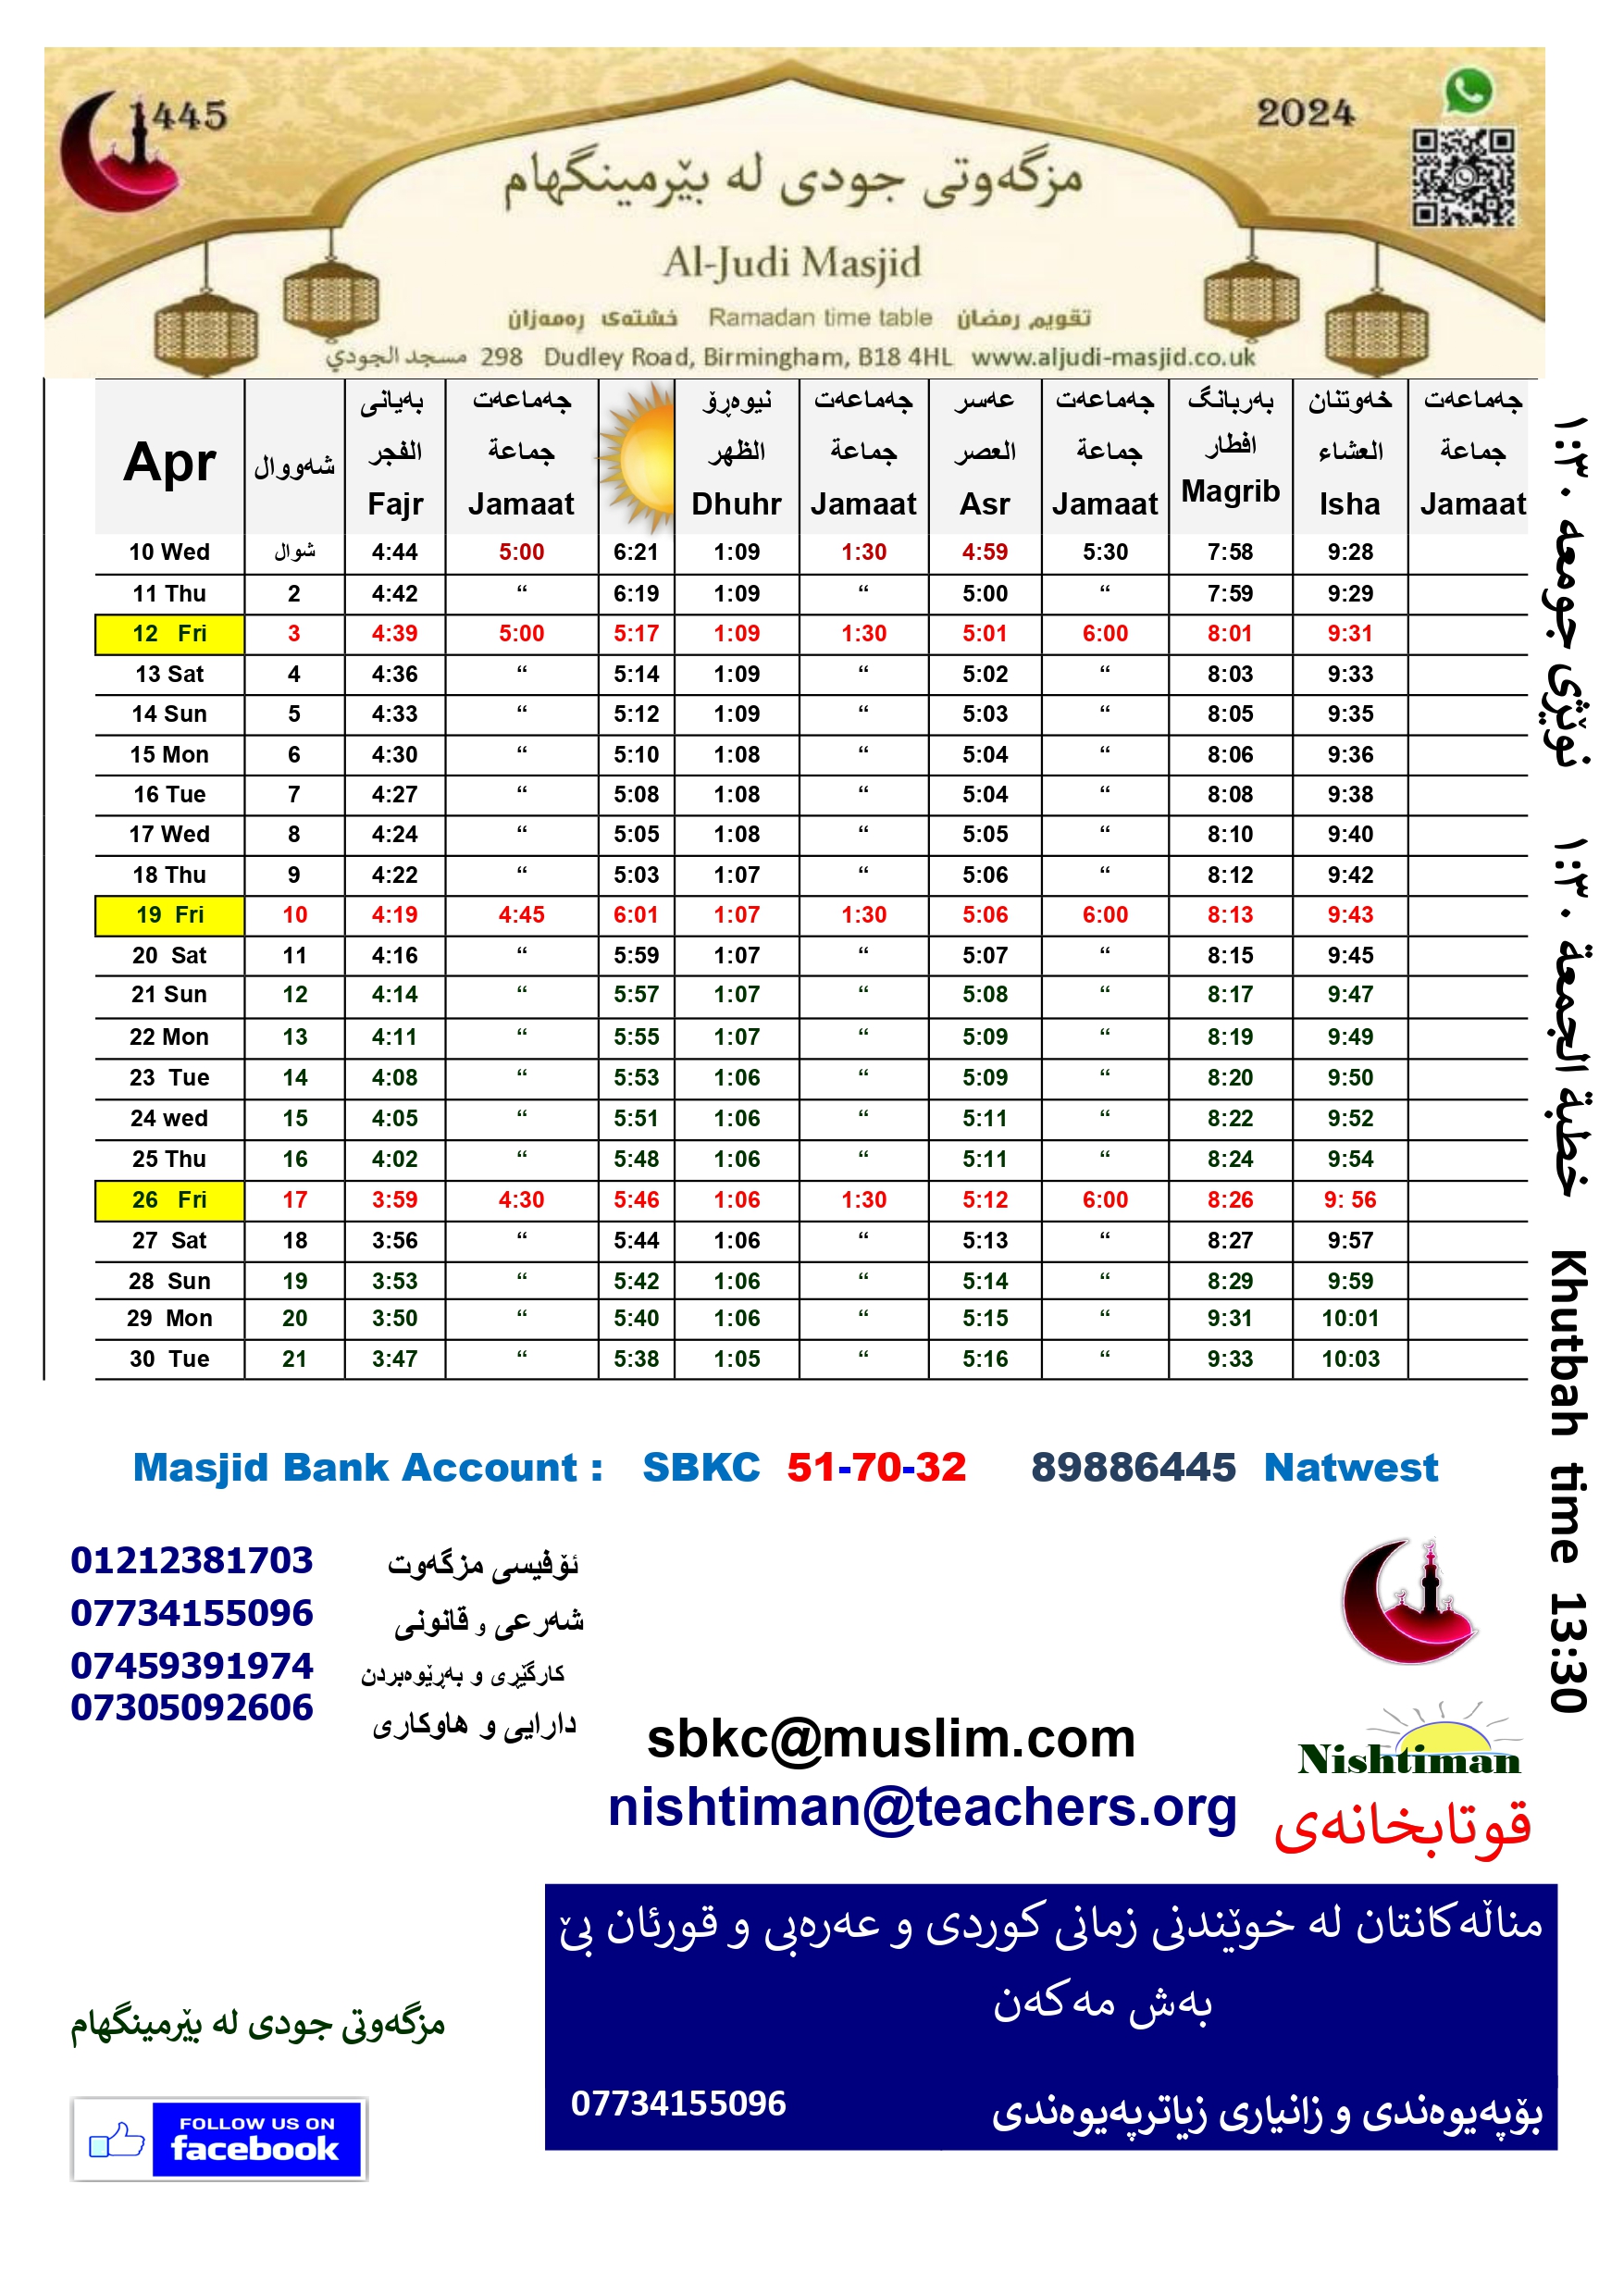 1445
2024
مزگەوتی جودی لە بێرمینگهام
Al-Judi Masjid
خشتەی ڕەمەزان Ramadan time table تقويم رمضان
مسجد الجودي 298 Dudley Road, Birmingham, B18 4HL www.aljudi-masjid.co.uk
Apr شەووال بەیانی الفجر Fajr جەماعەت جماعة Jamaat نیوەڕۆ الظهر Dhuhr جەماعەت جماعة Jamaat عەسر العصر Asr جەماعەت جماعة Jamaat بەربانگ افطار Magrib خەوتنان العشاء Isha جەماعەت جماعة Jamaat
10 Wed شوال 4:44 5:00 6:21 1:09 1:30 4:59 5:30 7:58 9:28
11 Thu 2 4:42 “ 6:19 1:09 “ 5:00 “ 7:59 9:29
12 Fri 3 4:39 5:00 5:17 1:09 1:30 5:01 6:00 8:01 9:31
13 Sat 4 4:36 “ 5:14 1:09 “ 5:02 “ 8:03 9:33
14 Sun 5 4:33 “ 5:12 1:09 “ 5:03 “ 8:05 9:35
15 Mon 6 4:30 “ 5:10 1:08 “ 5:04 “ 8:06 9:36
16 Tue 7 4:27 “ 5:08 1:08 “ 5:04 “ 8:08 9:38
17 Wed 8 4:24 “ 5:05 1:08 “ 5:05 “ 8:10 9:40
18 Thu 9 4:22 “ 5:03 1:07 “ 5:06 “ 8:12 9:42
19 Fri 10 4:19 4:45 6:01 1:07 1:30 5:06 6:00 8:13 9:43
20 Sat 11 4:16 “ 5:59 1:07 “ 5:07 “ 8:15 9:45
21 Sun 12 4:14 “ 5:57 1:07 “ 5:08 “ 8:17 9:47
22 Mon 13 4:11 “ 5:55 1:07 “ 5:09 “ 8:19 9:49
23 Tue 14 4:08 “ 5:53 1:06 “ 5:09 “ 8:20 9:50
24 wed 15 4:05 “ 5:51 1:06 “ 5:11 “ 8:22 9:52
25 Thu 16 4:02 “ 5:48 1:06 “ 5:11 “ 8:24 9:54
26 Fri 17 3:59 4:30 5:46 1:06 1:30 5:12 6:00 8:26 9: 56
27 Sat 18 3:56 “ 5:44 1:06 “ 5:13 “ 8:27 9:57
28 Sun 19 3:53 “ 5:42 1:06 “ 5:14 “ 8:29 9:59
29 Mon 20 3:50 “ 5:40 1:06 “ 5:15 “ 9:31 10:01
30 Tue 21 3:47 “ 5:38 1:05 “ 5:16 “ 9:33 10:03
نوێژی جومعه ١:٣٠ خطبة الجمعة ١:٣٠ Khutbah time 13:30
Masjid Bank Account : SBKC 51-70-32 89886445 Natwest
01212381703 ئۆفیسی مزگەوت
07734155096 شەرعی و قانونی
07459391974 کارگێڕی و بەڕێوەبردن
07305092606 دارایی و هاوکاری
sbkc@muslim.com
nishtiman@teachers.org
Nishtiman
قوتابخانەی
مناڵەکانتان لە خوێندنی زمانی کوردی و عەرەبی و قورئان بێ
بەش مەکەن
بۆپەیوەندی و زانیاری زیاترپەیوەندی 07734155096
مزگەوتی جودی لە بێرمینگهام
FOLLOW US ON
facebook